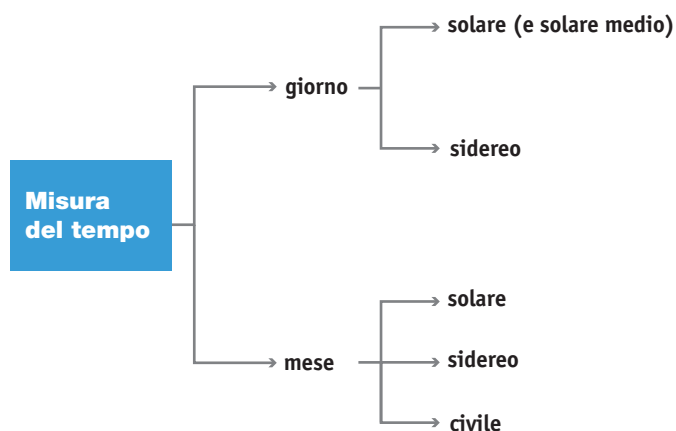 solare (e solare medio)
giorno
sidereo
Misura
del tempo
solare
mese
sidereo
civile